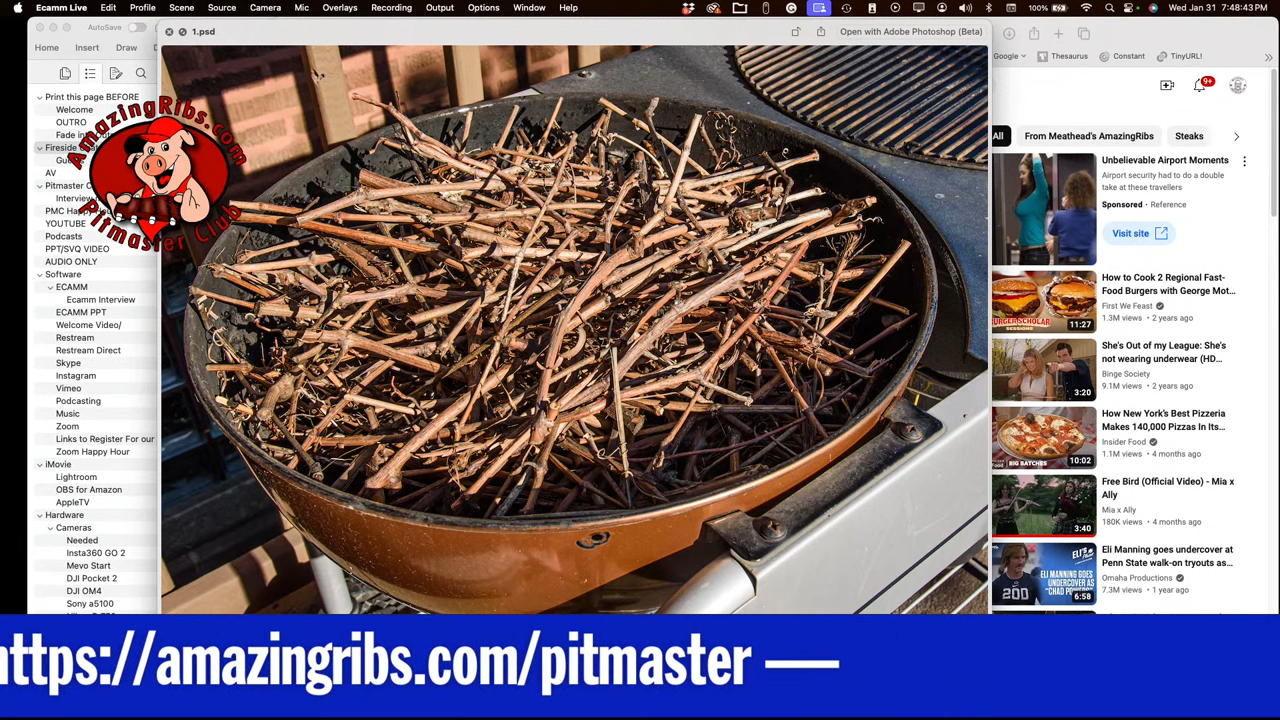 Ecamm Live Edit Profile Scene Source Camera Mic Overlays Recording Output Options Window Help
100% Wed Jan 31 7:48:43 PM
AutoSave
Home Insert Draw
Print this page BEFORE
Welcome
OUTRO
Fireside
AV
Pitmaster
Interview
YOUTUBE
Podcasts
PPT/SVQ VIDEO
AUDIO ONLY
Software
ECAMM
Ecamm Interview
ECAMM PPT
Welcome Video/
Restream
Restream Direct
Skype
Instagram
Vimeo
Podcasting
Music
Zoom
Links to Register For our
Zoom Happy Hour
iMovie
Lightroom
OBS for Amazon
AppleTV
Hardware
Cameras
Needed
Insta360 GO 2
Mevo Start
DJI Pocket 2
DJI OM4
Sony a5100
AmazingRibs.com
Pitmaster Club
1.psd Open with Adobe Photoshop (Beta)
Google Thesaurus Constant TinyURL!
9+
All From Meathead's AmazingRibs Steaks
Unbelievable Airport Moments
Airport security had to do a double
take at these travellers
Sponsored • Reference
Visit site
How to Cook 2 Regional Fast-
Food Burgers with George Mot...
First We Feast
1.3M views • 2 years ago
11:27
She's Out of my League: She's
not wearing underwear (HD...
Binge Society
9.1M views • 2 years ago
3:20
How New York's Best Pizzeria
Makes 140,000 Pizzas In Its...
Insider Food
1.1M views • 4 months ago
BIG BATCHES
10:02
Free Bird (Official Video) - Mia x
Ally
Mia x Ally
180K views • 4 months ago
3:40
Eli Manning goes undercover at
Penn State walk-on tryouts as...
Omaha Productions
7.3M views • 1 year ago
6:58
https://amazingribs.com/pitmaster —